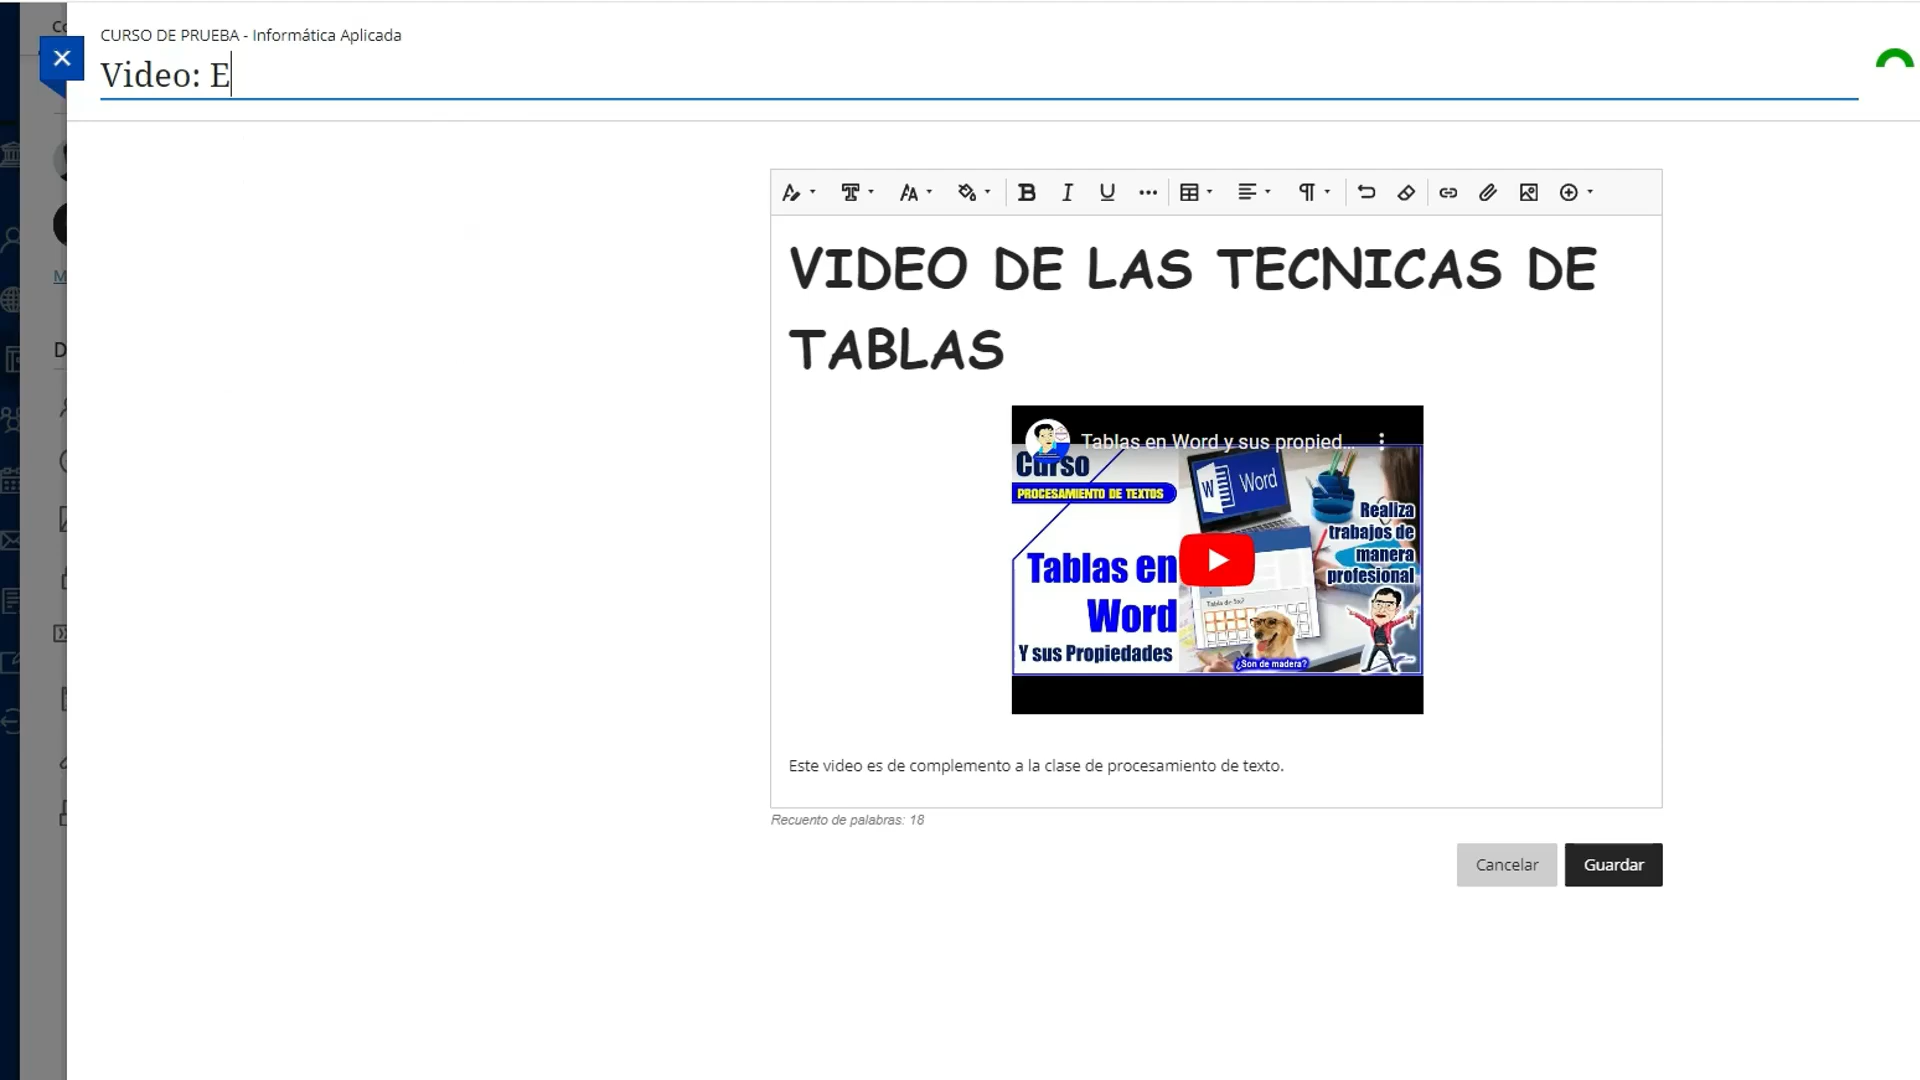 CURSO DE PRUEBA - Informática Aplicada
Video: E
VIDEO DE LAS TECNICAS DE
TABLAS
Tablas en Word y sus propied...
Curso
PROCESAMIENTO DE TEXTOS
Word
Realiza
trabajos de
manera
profesional
Tablas en
Word
Y sus Propiedades
¿Son de madera?
Este video es de complemento a la clase de procesamiento de texto.
Recuento de palabras: 18
Cancelar
Guardar